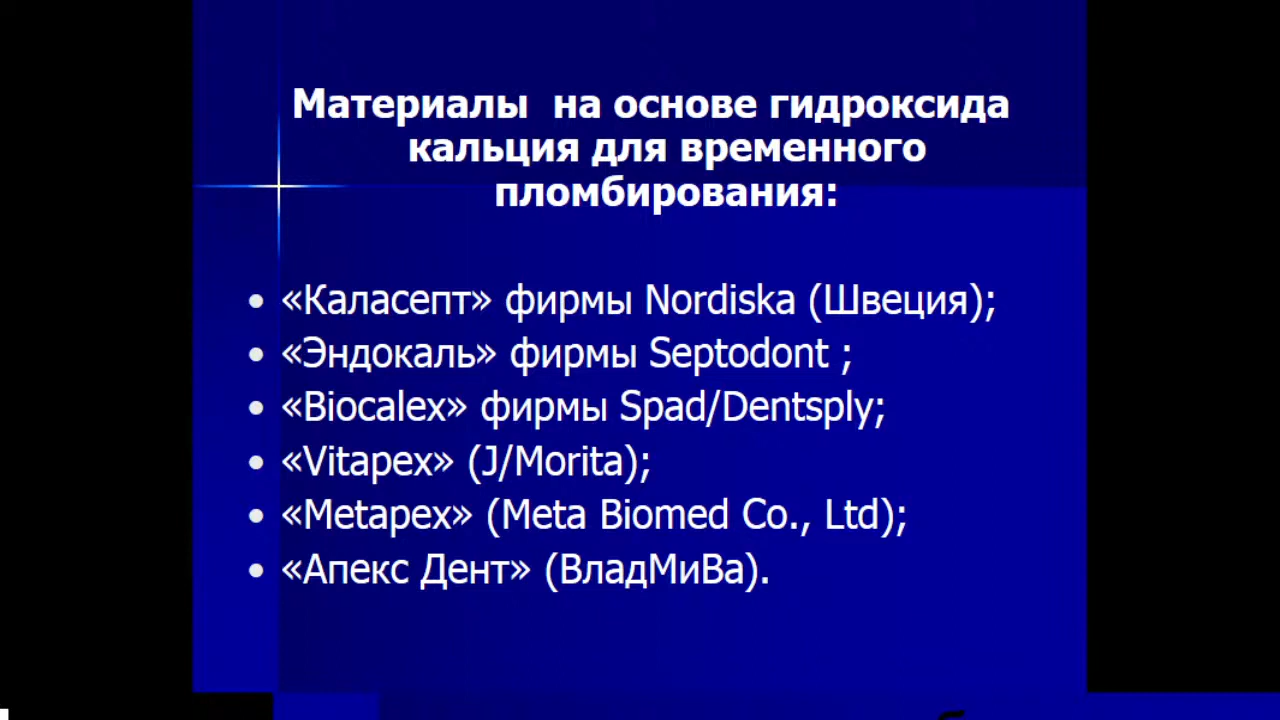 Материалы на основе гидроксида
кальция для временного
пломбирования:
• «Каласепт» фирмы Nordiska (Швеция);
• «Эндокаль» фирмы Septodont ;
• «Biocalex» фирмы Spad/Dentsply;
• «Vitapex» (J/Morita);
• «Metapex» (Meta Biomed Co., Ltd);
• «Апекс Дент» (ВладМиВа).